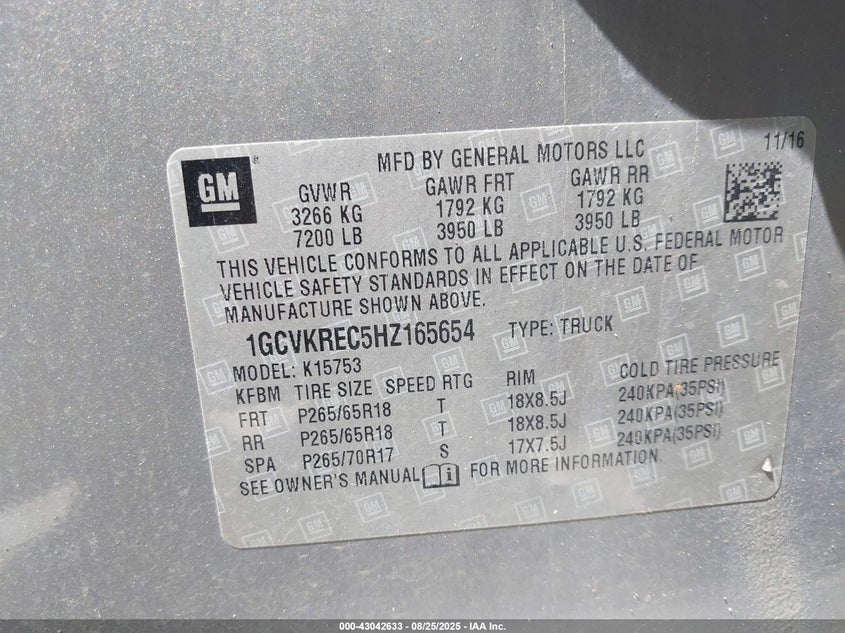 GM
MFD BY GENERAL MOTORS LLC 11/16
GVWR GAWR FRT GAWR RR
3266 KG 1792 KG 1792 KG
7200 LB 3950 LB 3950 LB
THIS VEHICLE CONFORMS TO ALL APPLICABLE U.S. FEDERAL MOTOR
VEHICLE SAFETY STANDARDS IN EFFECT ON THE DATE OF
MANUFACTURE SHOWN ABOVE.
1GCVKREC5HZ165654 TYPE: TRUCK
MODEL: K15753
KFBM TIRE SIZE SPEED RTG RIM COLD TIRE PRESSURE
FRT P265/65R18 T 18X8.5J 240KPA(35PSI)
RR P265/65R18 T 18X8.5J 240KPA(35PSI)
SPA P265/70R17 S 17X7.5J 240KPA(35PSI)
SEE OWNER'S MANUAL FOR MORE INFORMATION.
000-43042633 - 08/25/2025 - IAA Inc.